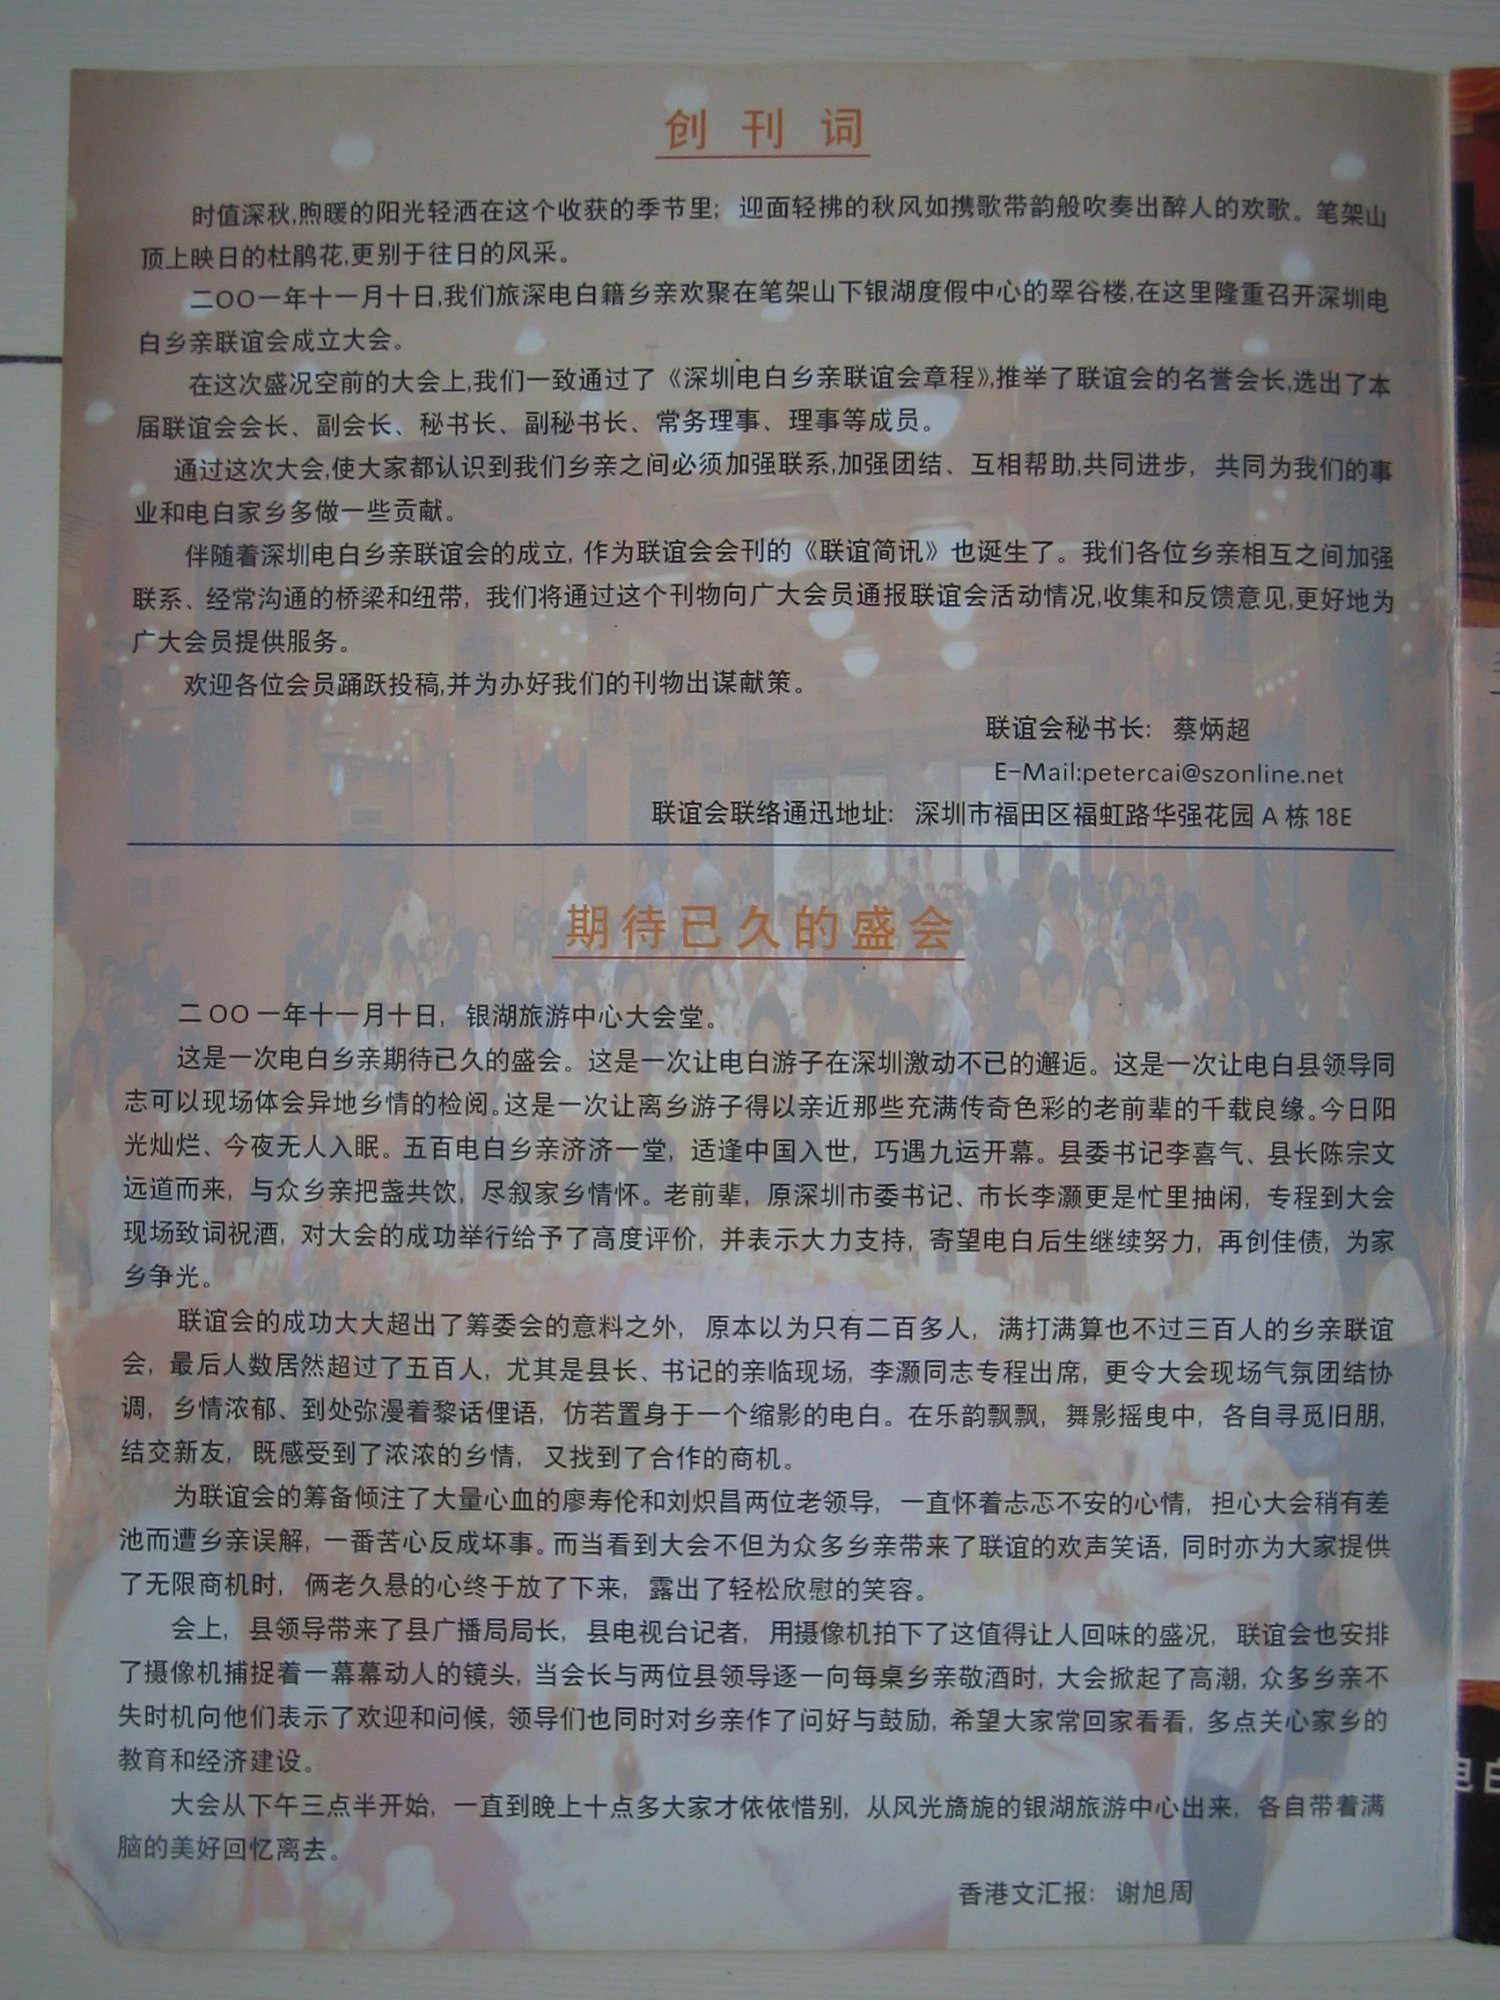 创刊词
时值深秋,煦暖的阳光轻洒在这个收获的季节里；迎面轻拂的秋风如携歌带韵般吹奏出醉人的欢歌。笔架山
顶上映日的杜鹃花,更别于往日的风采。
二OO一年十一月十日,我们旅深电白籍乡亲欢聚在笔架山下银湖度假中心的翠谷楼,在这里隆重召开深圳电
白乡亲联谊会成立大会。
在这次盛况空前的大会上,我们一致通过了《深圳电白乡亲联谊会章程》,推举了联谊会的名誉会长,选出了本
届联谊会会长、副会长、秘书长、副秘书长、常务理事、理事等成员。
通过这次大会,使大家都认识到我们乡亲之间必须加强联系,加强团结、互相帮助,共同进步，共同为我们的事
业和电白家乡多做一些贡献。
伴随着深圳电白乡亲联谊会的成立，作为联谊会会刊的《联谊简讯》也诞生了。我们各位乡亲相互之间加强
联系、经常沟通的桥梁和纽带，我们将通过这个刊物向广大会员通报联谊会活动情况,收集和反馈意见,更好地为
广大会员提供服务。
欢迎各位会员踊跃投稿,并为办好我们的刊物出谋献策。
联谊会秘书长：蔡炳超
E-Mail:petercai@szonline.net
联谊会联络通迅地址：深圳市福田区福虹路华强花园 A 栋 18E
期待已久的盛会
二OO一年十一月十日，银湖旅游中心大会堂。
这是一次电白乡亲期待已久的盛会。这是一次让电白游子在深圳激动不已的邂逅。这是一次让电白县领导同
志可以现场体会异地乡情的检阅。这是一次让离乡游子得以亲近那些充满传奇色彩的老前辈的千载良缘。今日阳
光灿烂、今夜无人入眠。五百电白乡亲济济一堂，适逢中国入世，巧遇九运开幕。县委书记李喜气、县长陈宗文
远道而来，与众乡亲把盏共饮，尽叙家乡情怀。老前辈，原深圳市委书记、市长李灏更是忙里抽闲，专程到大会
现场致词祝酒，对大会的成功举行给予了高度评价，并表示大力支持，寄望电白后生继续努力，再创佳债，为家
乡争光。
联谊会的成功大大超出了筹委会的意料之外，原本以为只有二百多人，满打满算也不过三百人的乡亲联谊
会，最后人数居然超过了五百人，尤其是县长、书记的亲临现场，李灏同志专程出席，更令大会现场气氛团结协
调，乡情浓郁、到处弥漫着黎话俚语，仿若置身于一个缩影的电白。在乐韵飘飘，舞影摇曳中，各自寻觅旧朋，
结交新友，既感受到了浓浓的乡情，又找到了合作的商机。
为联谊会的筹备倾注了大量心血的廖寿伦和刘炽昌两位老领导，一直怀着忐忑不安的心情，担心大会稍有差
池而遭乡亲误解，一番苦心反成坏事。而当看到大会不但为众多乡亲带来了联谊的欢声笑语，同时亦为大家提供
了无限商机时，俩老久悬的心终于放了下来，露出了轻松欣慰的笑容。
会上，县领导带来了县广播局局长，县电视台记者，用摄像机拍下了这值得让人回味的盛况，联谊会也安排
了摄像机捕捉着一幕幕动人的镜头，当会长与两位县领导逐一向每桌乡亲敬酒时，大会掀起了高潮，众多乡亲不
失时机向他们表示了欢迎和问候，领导们也同时对乡亲作了问好与鼓励，希望大家常回家看看，多点关心家乡的
教育和经济建设。
大会从下午三点半开始，一直到晚上十点多大家才依依惜别，从风光旖旎的银湖旅游中心出来，各自带着满
脑的美好回忆离去。
香港文汇报：谢旭周
电白